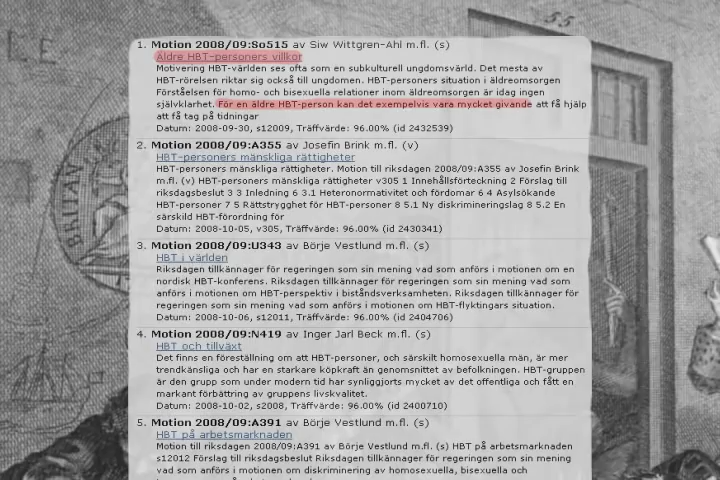 55.
LE
BRITAN
1. Motion 2008/09:So515 av Siw Wittgren-Ahl m.fl. (s)
Äldre HBT-personers villkor
Motivering HBT-världen ses ofta som en subkulturell ungdomsvärld. Det mesta av
HBT-rörelsen riktar sig också till ungdomen. HBT-personers situation i äldreomsorgen
Förståelsen för homo- och bisexuella relationer inom äldreomsorgen är idag ingen
självklarhet. För en äldre HBT-person kan det exempelvis vara mycket givande att få hjälp
att få tag på tidningar
Datum: 2008-09-30, s12009, Träffvärde: 96.00% (id 2432539)
2. Motion 2008/09:A355 av Josefin Brink m.fl. (v)
HBT-personers mänskliga rättigheter
HBT-personers mänskliga rättigheter. Motion till riksdagen 2008/09:A355 av Josefin Brink
m.fl. (v) HBT-personers mänskliga rättigheter v305 1 Innehållsförteckning 2 Förslag till
riksdagsbeslut 3 3 Inledning 6 3.1 Heteronormativitet och fördomar 6 4 Asylsökande
HBT-personer 7 5 Rättstrygghet för HBT-personer 8 5.1 Ny diskrimineringslag 8 5.2 En
särskild HBT-förordning för
Datum: 2008-10-05, v305, Träffvärde: 96.00% (id 2430341)
3. Motion 2008/09:U343 av Börje Vestlund m.fl. (s)
HBT i världen
Riksdagen tillkännager för regeringen som sin mening vad som anförs i motionen om en
nordisk HBT-konferens. Riksdagen tillkännager för regeringen som sin mening vad som
anförs i motionen om HBT-perspektiv i biståndsverksamheten. Riksdagen tillkännager för
regeringen som sin mening vad som anförs i motionen om HBT-flyktingars situation.
Datum: 2008-10-06, s12011, Träffvärde: 96.00% (id 2404706)
4. Motion 2008/09:N419 av Inger Jarl Beck m.fl. (s)
HBT och tillväxt
Det finns en föreställning om att HBT-personer, och särskilt homosexuella män, är mer
trendkänsliga och har en starkare köpkraft än genomsnittet av befolkningen. HBT-gruppen
är den grupp som under modern tid har synliggjorts mycket av det offentliga och fått en
markant förbättring av gruppens livskvalitet.
Datum: 2008-10-02, s2008, Träffvärde: 96.00% (id 2400710)
5. Motion 2008/09:A391 av Börje Vestlund m.fl. (s)
HBT på arbetsmarknaden
Motion till riksdagen 2008/09:A391 av Börje Vestlund m.fl. (s) HBT på arbetsmarknaden
s12012 Förslag till riksdagsbeslut Riksdagen tillkännager för regeringen som sin mening
vad som anförs i motionen om diskriminering av homosexuella, bisexuella och